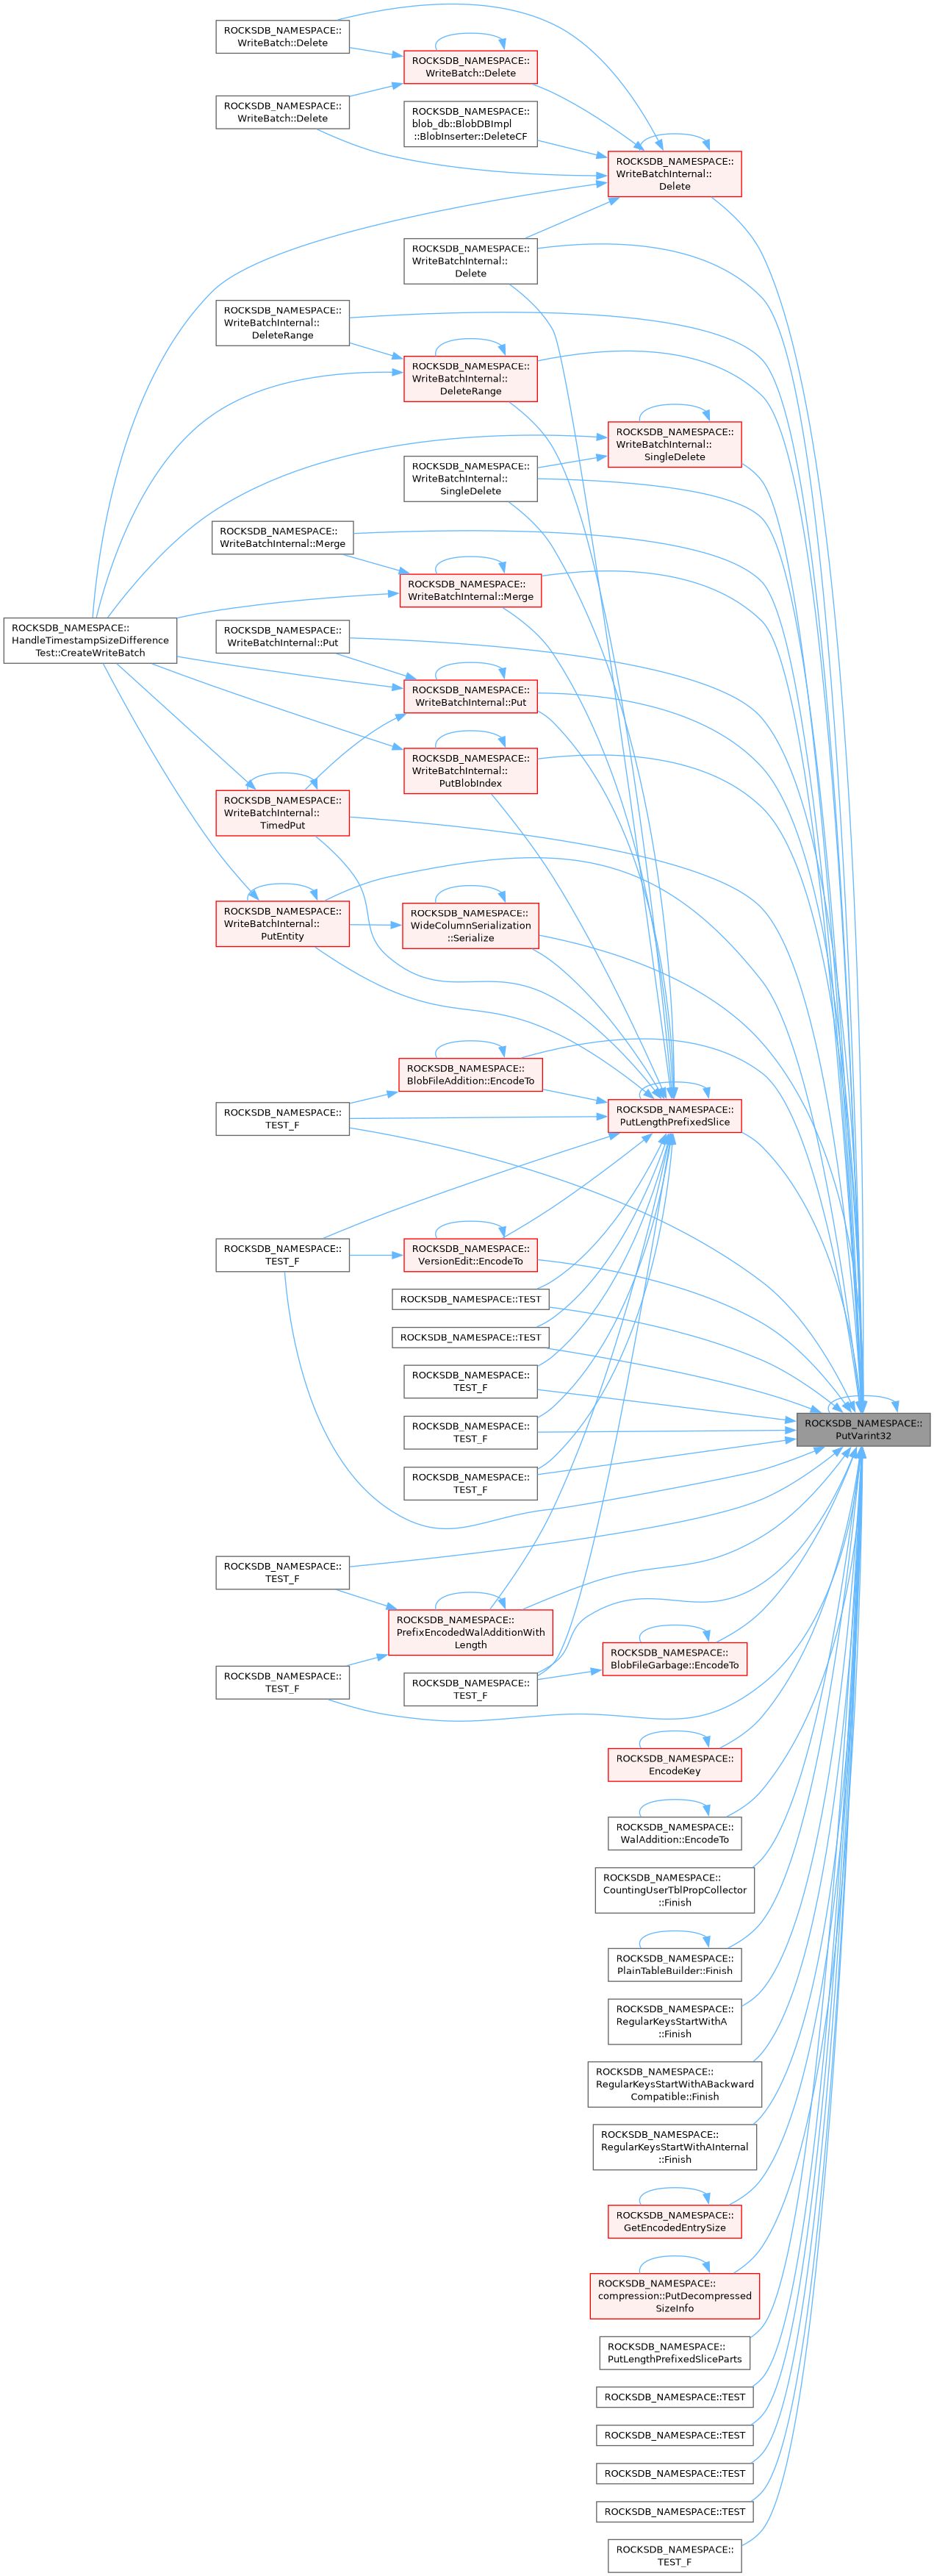 ROCKSDB_NAMESPACE::
WriteBatch::Delete
ROCKSDB_NAMESPACE::
WriteBatch::Delete
ROCKSDB_NAMESPACE::
WriteBatch::Delete
ROCKSDB_NAMESPACE::
blob_db::BlobDBImpl
::BlobInserter::DeleteCF
ROCKSDB_NAMESPACE::
WriteBatchInternal::
Delete
ROCKSDB_NAMESPACE::
WriteBatchInternal::
Delete
ROCKSDB_NAMESPACE::
WriteBatchInternal::
DeleteRange
ROCKSDB_NAMESPACE::
WriteBatchInternal::
DeleteRange
ROCKSDB_NAMESPACE::
WriteBatchInternal::
SingleDelete
ROCKSDB_NAMESPACE::
WriteBatchInternal::
SingleDelete
ROCKSDB_NAMESPACE::
WriteBatchInternal::Merge
ROCKSDB_NAMESPACE::
WriteBatchInternal::Merge
ROCKSDB_NAMESPACE::
HandleTimestampSizeDifference
Test::CreateWriteBatch
ROCKSDB_NAMESPACE::
WriteBatchInternal::Put
ROCKSDB_NAMESPACE::
WriteBatchInternal::Put
ROCKSDB_NAMESPACE::
WriteBatchInternal::
PutBlobIndex
ROCKSDB_NAMESPACE::
WriteBatchInternal::
TimedPut
ROCKSDB_NAMESPACE::
WriteBatchInternal::
PutEntity
ROCKSDB_NAMESPACE::
WideColumnSerialization
::Serialize
ROCKSDB_NAMESPACE::
BlobFileAddition::EncodeTo
ROCKSDB_NAMESPACE::
TEST_F
ROCKSDB_NAMESPACE::
PutLengthPrefixedSlice
ROCKSDB_NAMESPACE::
TEST_F
ROCKSDB_NAMESPACE::
VersionEdit::EncodeTo
ROCKSDB_NAMESPACE::TEST
ROCKSDB_NAMESPACE::TEST
ROCKSDB_NAMESPACE::
TEST_F
ROCKSDB_NAMESPACE::
TEST_F
ROCKSDB_NAMESPACE::
PutVarint32
ROCKSDB_NAMESPACE::
TEST_F
ROCKSDB_NAMESPACE::
TEST_F
ROCKSDB_NAMESPACE::
PrefixEncodedWalAdditionWith
Length
ROCKSDB_NAMESPACE::
BlobFileGarbage::EncodeTo
ROCKSDB_NAMESPACE::
TEST_F
ROCKSDB_NAMESPACE::
TEST_F
ROCKSDB_NAMESPACE::
EncodeKey
ROCKSDB_NAMESPACE::
WalAddition::EncodeTo
ROCKSDB_NAMESPACE::
CountingUserTblPropCollector
::Finish
ROCKSDB_NAMESPACE::
PlainTableBuilder::Finish
ROCKSDB_NAMESPACE::
RegularKeysStartWithA
::Finish
ROCKSDB_NAMESPACE::
RegularKeysStartWithABackward
Compatible::Finish
ROCKSDB_NAMESPACE::
RegularKeysStartWithAInternal
::Finish
ROCKSDB_NAMESPACE::
GetEncodedEntrySize
ROCKSDB_NAMESPACE::
compression::PutDecompressed
SizeInfo
ROCKSDB_NAMESPACE::
PutLengthPrefixedSliceParts
ROCKSDB_NAMESPACE::TEST
ROCKSDB_NAMESPACE::TEST
ROCKSDB_NAMESPACE::TEST
ROCKSDB_NAMESPACE::TEST
ROCKSDB_NAMESPACE::
TEST_F